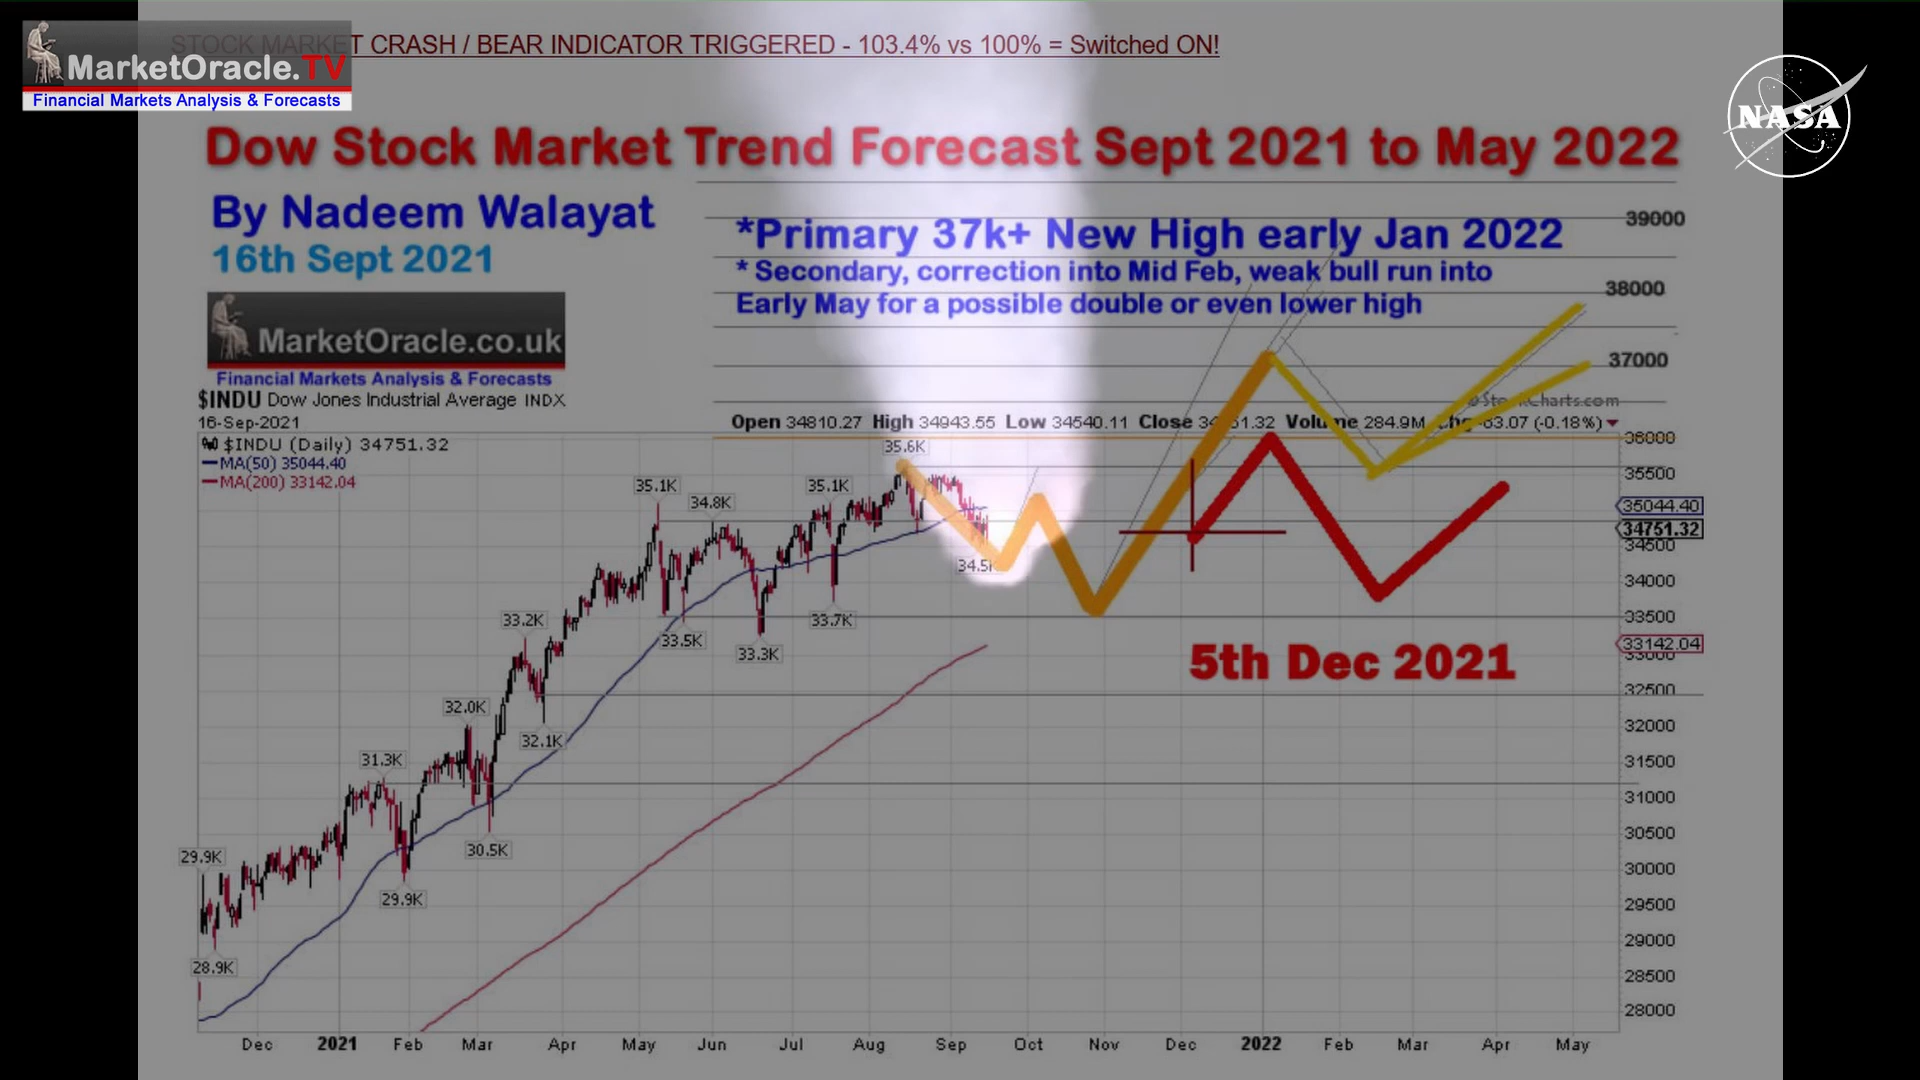 STOCK MARKET CRASH / BEAR INDICATOR TRIGGERED - 103.4% vs 100% = Switched ON!
MarketOracle.TV
Financial Markets Analysis & Forecasts
NASA
Dow Stock Market Trend Forecast Sept 2021 to May 2022
By Nadeem Walayat
16th Sept 2021
*Primary 37k+ New High early Jan 2022
* Secondary, correction into Mid Feb, weak bull run into
Early May for a possible double or even lower high
MarketOracle.co.uk
Financial Markets Analysis & Forecasts
$INDU Dow Jones Industrial Average INDX
16-Sep-2021
Open 34810.27 High 34943.55 Low 34540.11 Close Volume 284.9M (-0.18%)
$INDU (Daily) 34751.32
MA(50) 35044.40
MA(200) 33142.04
39000
38000
37000
36000
35500
35044.40
34751.32
34500
34000
33500
33142.04
33000
32500
32000
31500
31000
30500
30000
29500
29000
28500
28000
35.6K
35.1K
34.8K
35.1K
33.2K
33.5K
33.3K
33.7K
32.0K
32.1K
31.3K
30.5K
29.9K
29.9K
28.9K
5th Dec 2021
Dec 2021 Feb Mar Apr May Jun Jul Aug Sep Oct Nov Dec 2022 Feb Mar Apr May